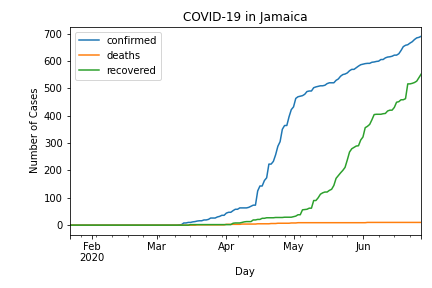 COVID-19 in Jamaica
confirmed
deaths
recovered
700
600
500
400
300
200
100
0
Number of Cases
Feb
2020
Mar
Apr
May
Jun
Day